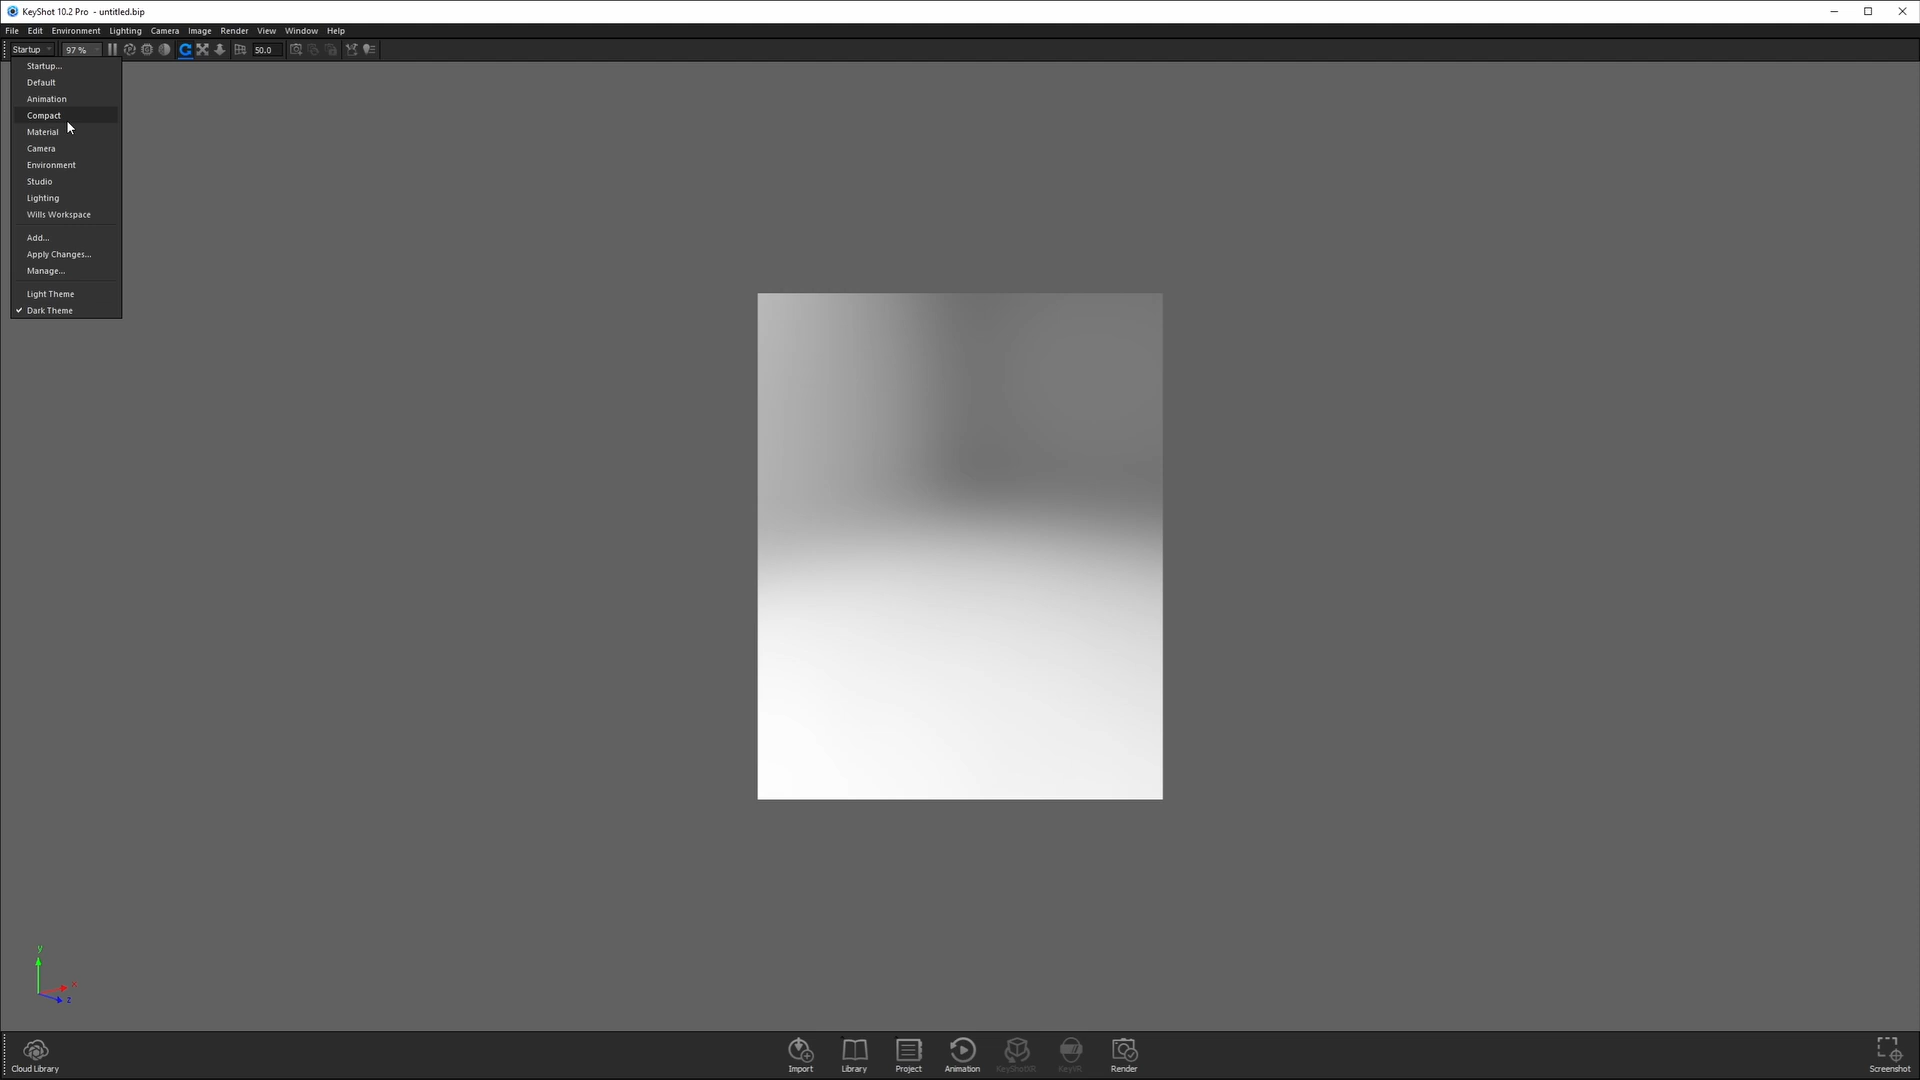 KeyShot 10.2 Pro - untitled.bip
File Edit Environment Lighting Camera Image Render View Window Help
Startup 97 % 50.0
Startup...
Default
Animation
Compact
Material
Camera
Environment
Studio
Lighting
Wills Workspace
Add...
Apply Changes...
Manage...
Light Theme
Dark Theme
y
x
z
Cloud Library Import Library Project Animation KeyShotXR KeyVR Render Screenshot